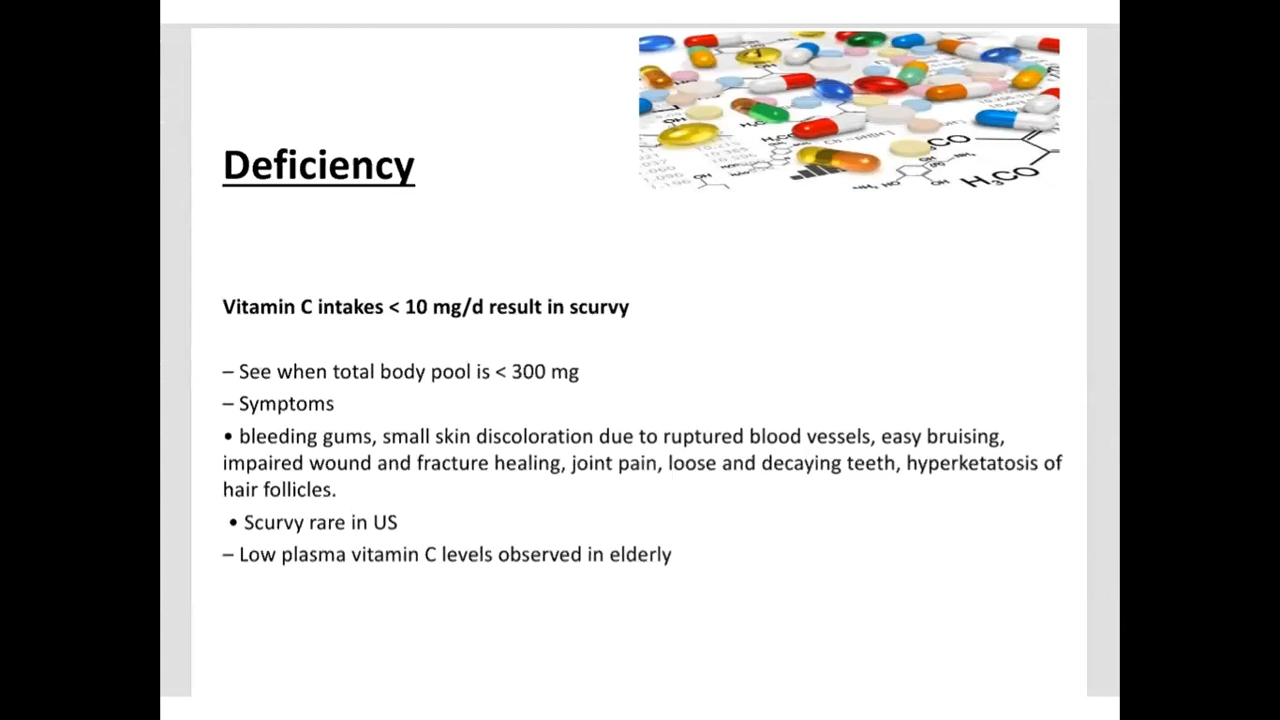 Deficiency
Vitamin C intakes < 10 mg/d result in scurvy
– See when total body pool is < 300 mg
– Symptoms
• bleeding gums, small skin discoloration due to ruptured blood vessels, easy bruising,
impaired wound and fracture healing, joint pain, loose and decaying teeth, hyperketatosis of
hair follicles.
• Scurvy rare in US
– Low plasma vitamin C levels observed in elderly
H₃CO